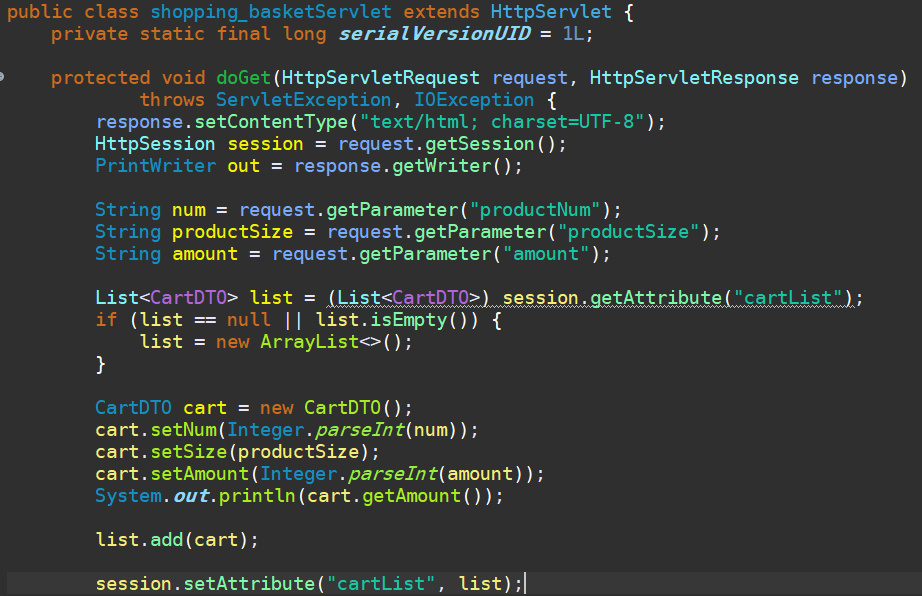 public class shopping_basketServlet extends HttpServlet {
    private static final long serialVersionUID = 1L;
    protected void doGet(HttpServletRequest request, HttpServletResponse response)
            throws ServletException, IOException {
        response.setContentType("text/html; charset=UTF-8");
        HttpSession session = request.getSession();
        PrintWriter out = response.getWriter();
        String num = request.getParameter("productNum");
        String productSize = request.getParameter("productSize");
        String amount = request.getParameter("amount");
        List<CartDTO> list = (List<CartDTO>) session.getAttribute("cartList");
        if (list == null || list.isEmpty()) {
            list = new ArrayList<>();
        }
        CartDTO cart = new CartDTO();
        cart.setNum(Integer.parseInt(num));
        cart.setSize(productSize);
        cart.setAmount(Integer.parseInt(amount));
        System.out.println(cart.getAmount());
        list.add(cart);
        session.setAttribute("cartList", list);